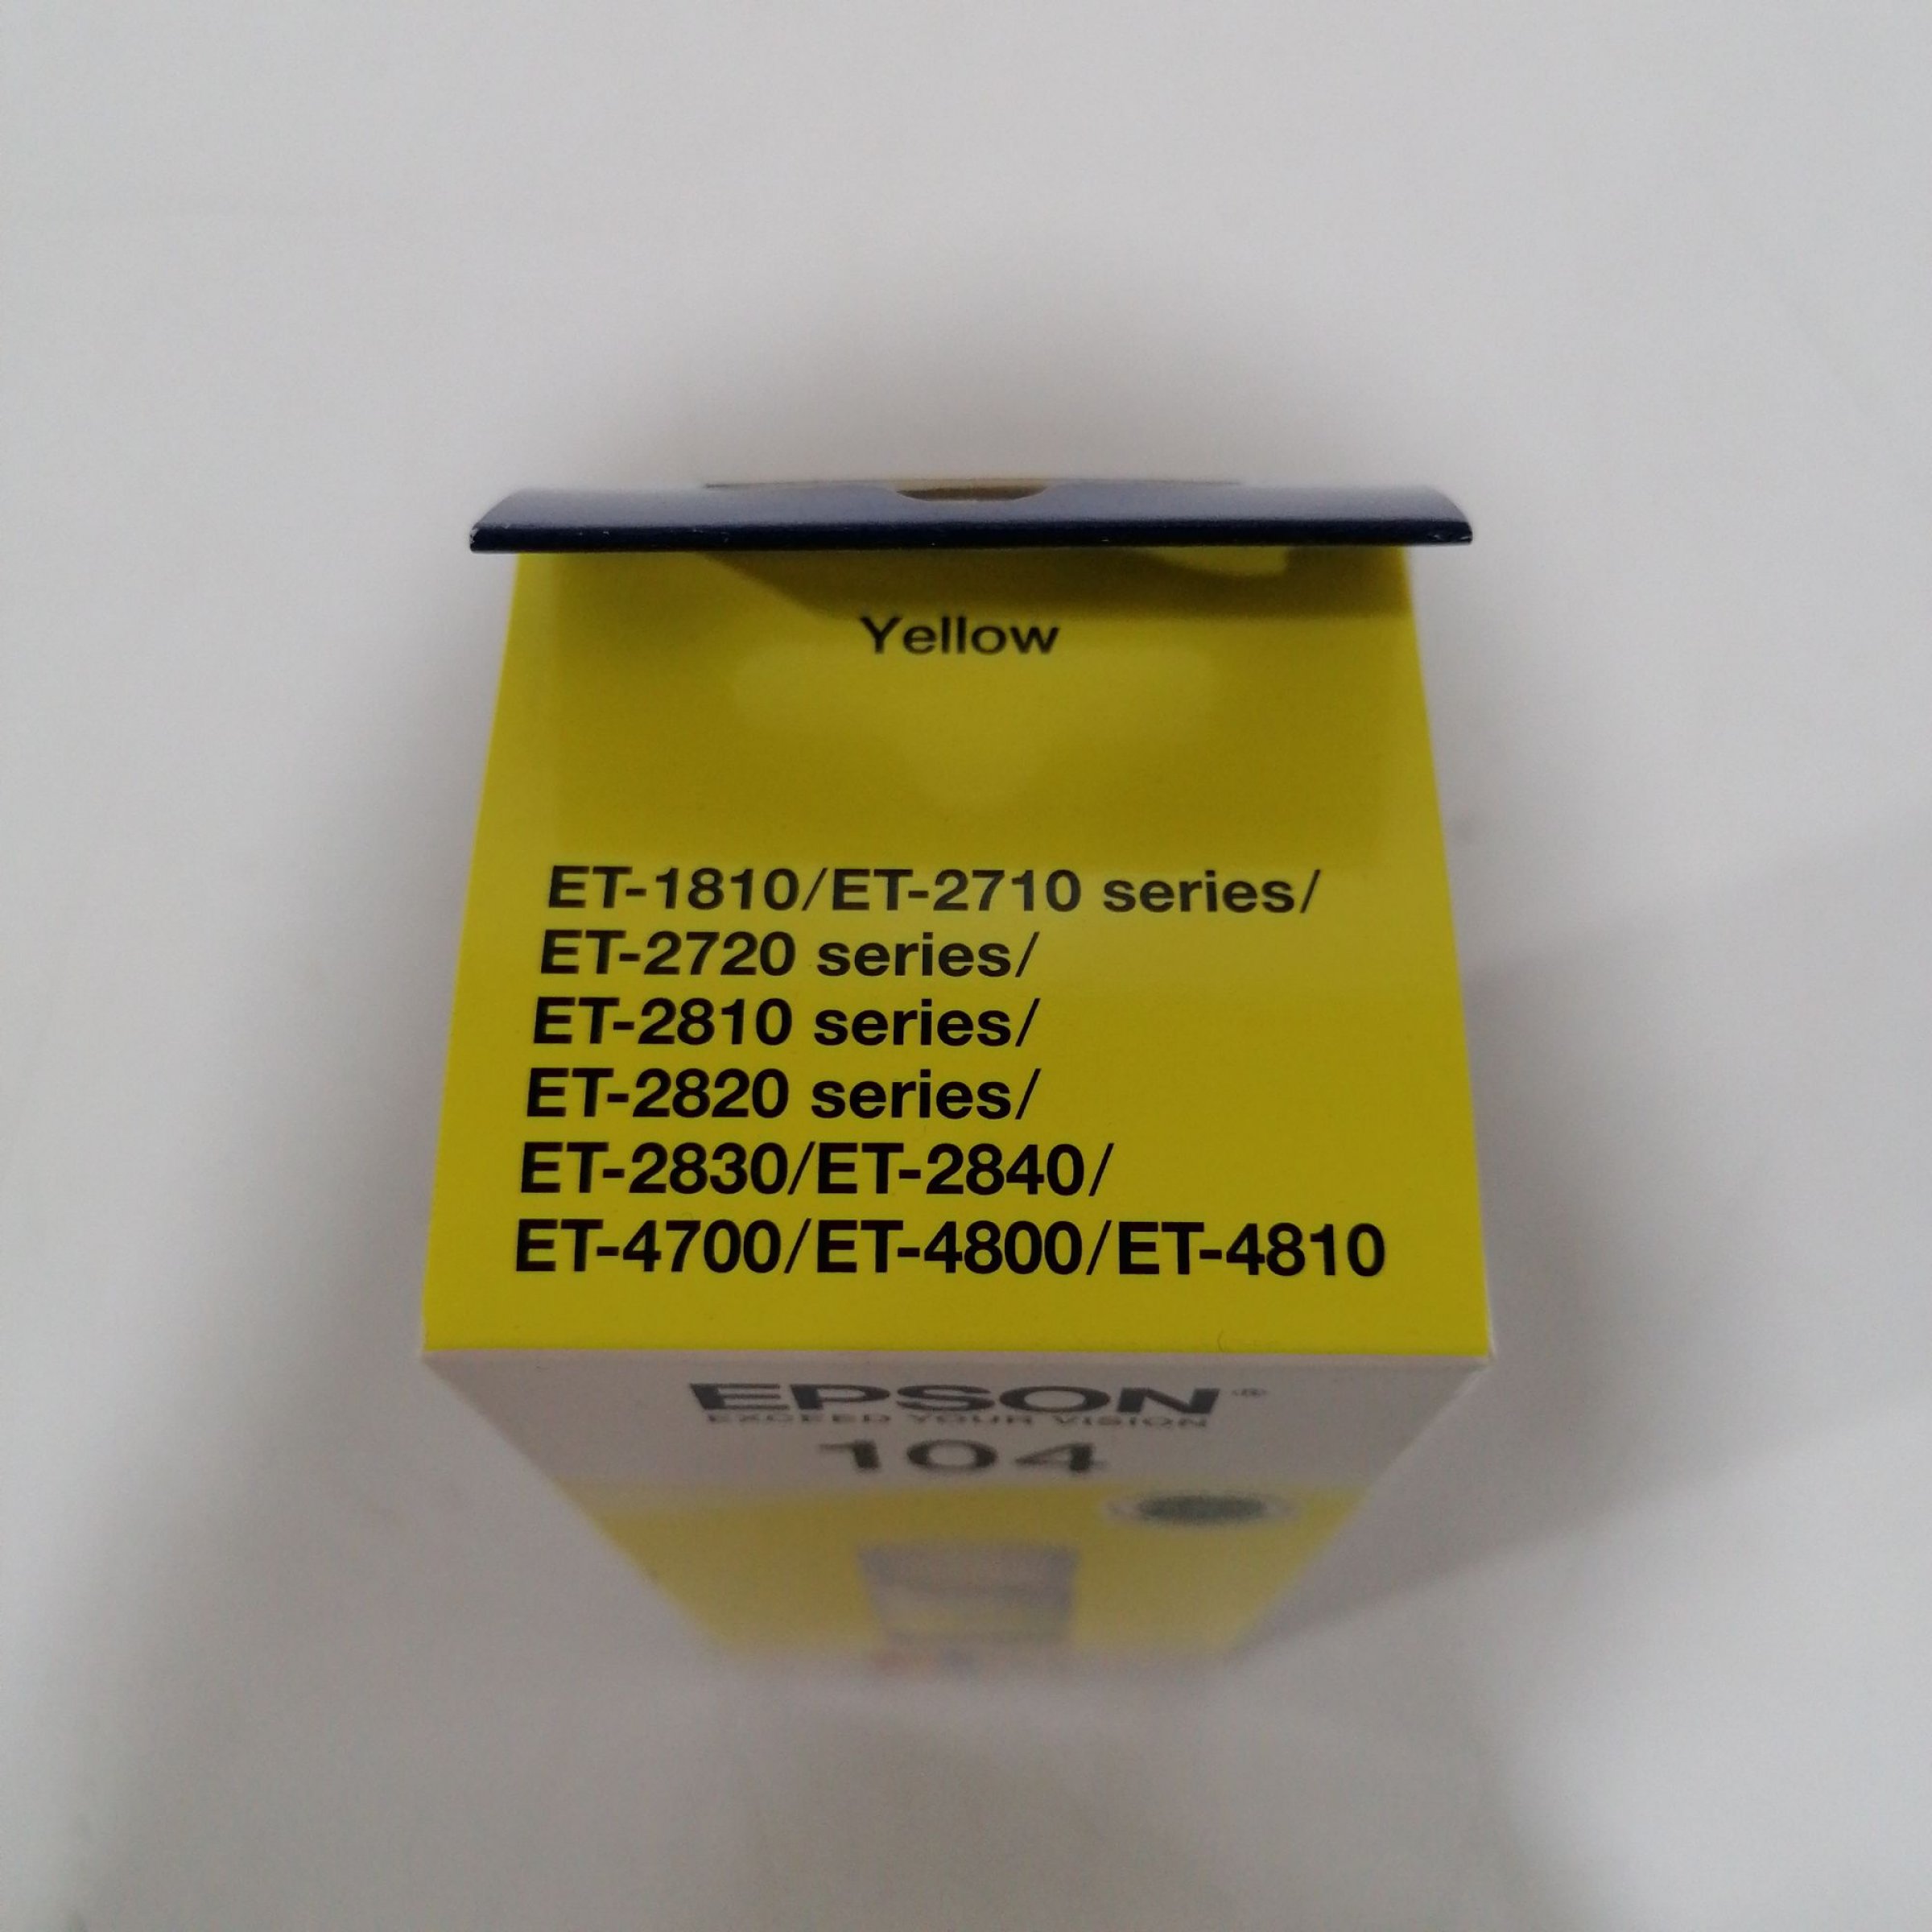 Yellow
ET-1810/ET-2710 series/
ET-2720 series/
ET-2810 series/
ET-2820 series/
ET-2830/ET-2840/
ET-4700/ET-4800/ET-4810
EPSON®
EXCEED YOUR VISION
104